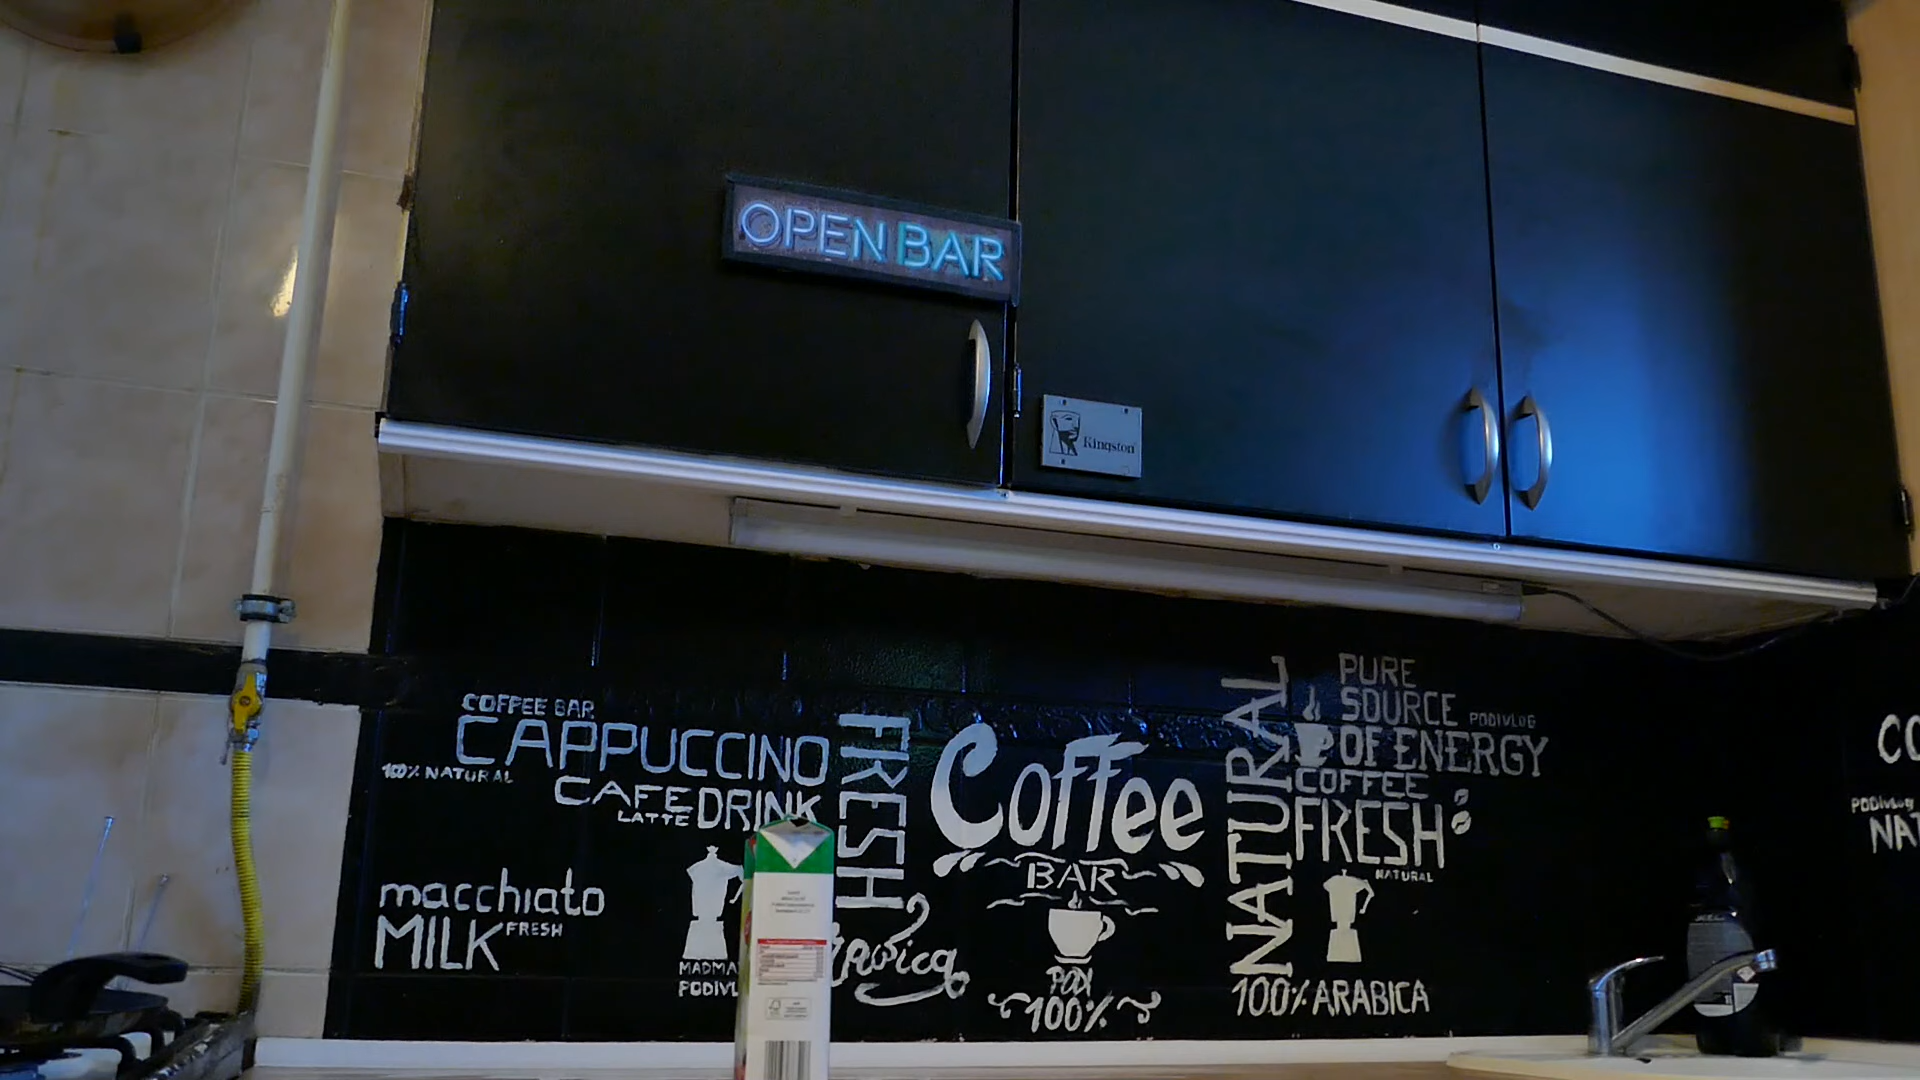 OPEN BAR
Kingston
COFFEE BAR
CAPPUCCINO
100% NATURAL
CAFE DRINK
LATTE
FRESH
macchiato
MILK FRESH
Coffee
BAR
100%
NATURAL
PURE
SOURCE PODIVLOG
OF ENERGY
COFFEE
FRESH
NATURAL
100% ARABICA